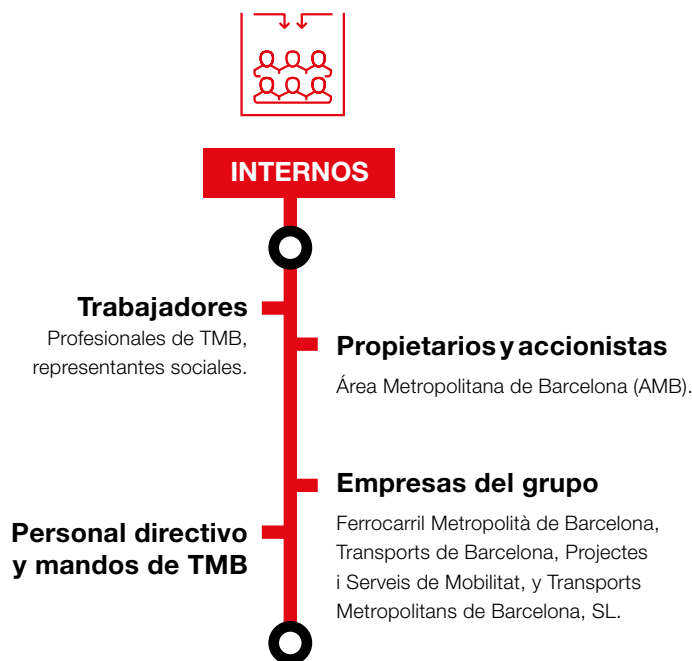 INTERNOS
Trabajadores
Profesionales de TMB,
representantes sociales.
Propietarios y accionistas
Área Metropolitana de Barcelona (AMB).
Empresas del grupo
Ferrocarril Metropolità de Barcelona,
Transports de Barcelona, Projectes
i Serveis de Mobilitat, y Transports
Metropolitans de Barcelona, SL.
Personal directivo
y mandos de TMB